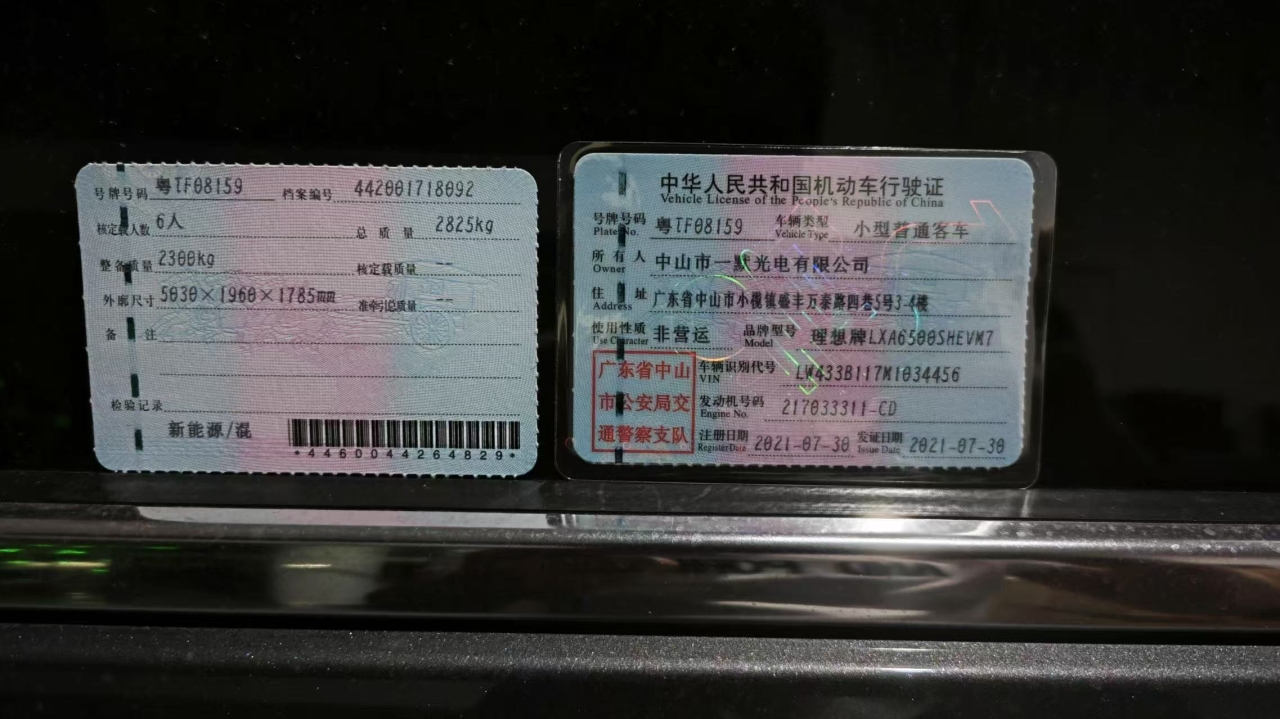 号牌号码 粤TF08159 档案编号 442001718092
核定载人数 6人 总质量 2825kg
整备质量 2300kg 核定载质量 --
外廓尺寸 5030×1960×1785mm 准牵引总质量 --
备注
检验记录
新能源/混
*4460044264829*
中华人民共和国机动车行驶证
Vehicle License of the People's Republic of China
号牌号码 粤TF08159 车辆类型 小型普通客车
Plate No. Vehicle Type
所有人 中山市一默光电有限公司
Owner
住址 广东省中山市小榄镇盛丰万泰路四巷5号3-4楼
Address
使用性质 非营运 品牌型号 理想牌LXA6500SHEVM7
Use Character Model
广东省中山市公安局交通警察支队
车辆识别代号 LW433B117M1034456
VIN
发动机号码 217033311-CD
Engine No.
注册日期 2021-07-30 发证日期 2021-07-30
Register Date Issue Date